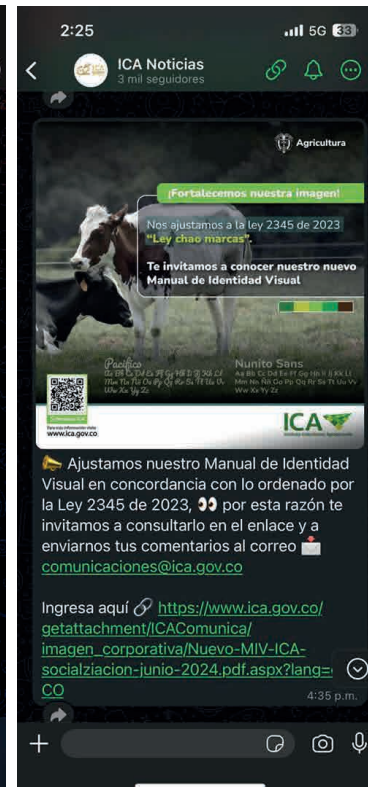 2:25
5G 33
ICA Noticias
3 mil seguidores
Agricultura
¡Fortalecemos nuestra imagen!
Nos ajustamos a la ley 2345 de 2023
“Ley chao marcas”.
Te invitamos a conocer nuestro nuevo
Manual de Identidad Visual
Pacífico
Nunito Sans
www.ica.gov.co
ICA
📣 Ajustamos nuestro Manual de Identidad
Visual en concordancia con lo ordenado por
la Ley 2345 de 2023, 👀 por esta razón te
invitamos a consultarlo en el enlace y a
enviarnos tus comentarios al correo 📩
comunicaciones@ica.gov.co
Ingresa aquí 🔗 https://www.ica.gov.co/
getattachment/ICAComunica/
imagen_corporativa/Nuevo-MIV-ICA-
socialziacion-junio-2024.pdf.aspx?lang=
CO
4:35 p.m.